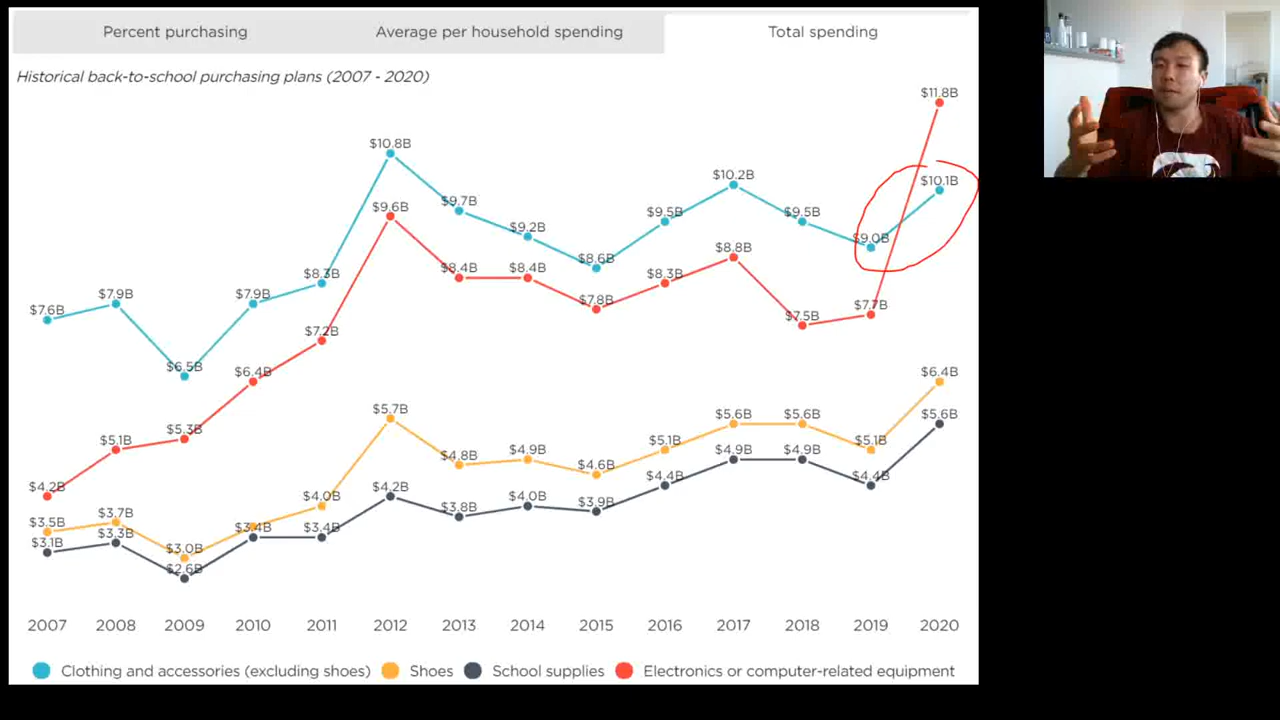 Percent purchasing Average per household spending Total spending
Historical back-to-school purchasing plans (2007 - 2020)
$11.8B
$10.8B
$10.1B
$10.2B
$9.7B
$9.6B
$9.5B
$9.5B
$9.2B
$9.0B
$8.8B
$8.6B
$8.3B
$8.4B
$8.4B
$8.3B
$7.9B
$7.9B
$7.6B
$7.8B
$7.7B
$7.5B
$7.2B
$6.5B
$6.4B
$6.4B
$5.7B
$5.6B
$5.6B
$5.6B
$5.3B
$5.1B
$5.1B
$5.1B
$4.8B
$4.9B
$4.9B
$4.9B
$4.6B
$4.2B
$4.2B
$4.4B
$4.4B
$4.0B
$4.0B
$3.9B
$3.8B
$3.7B
$3.5B
$3.3B
$3.4B
$3.4B
$3.1B
$3.0B
$2.6B
2007 2008 2009 2010 2011 2012 2013 2014 2015 2016 2017 2018 2019 2020
Clothing and accessories (excluding shoes) Shoes School supplies Electronics or computer-related equipment